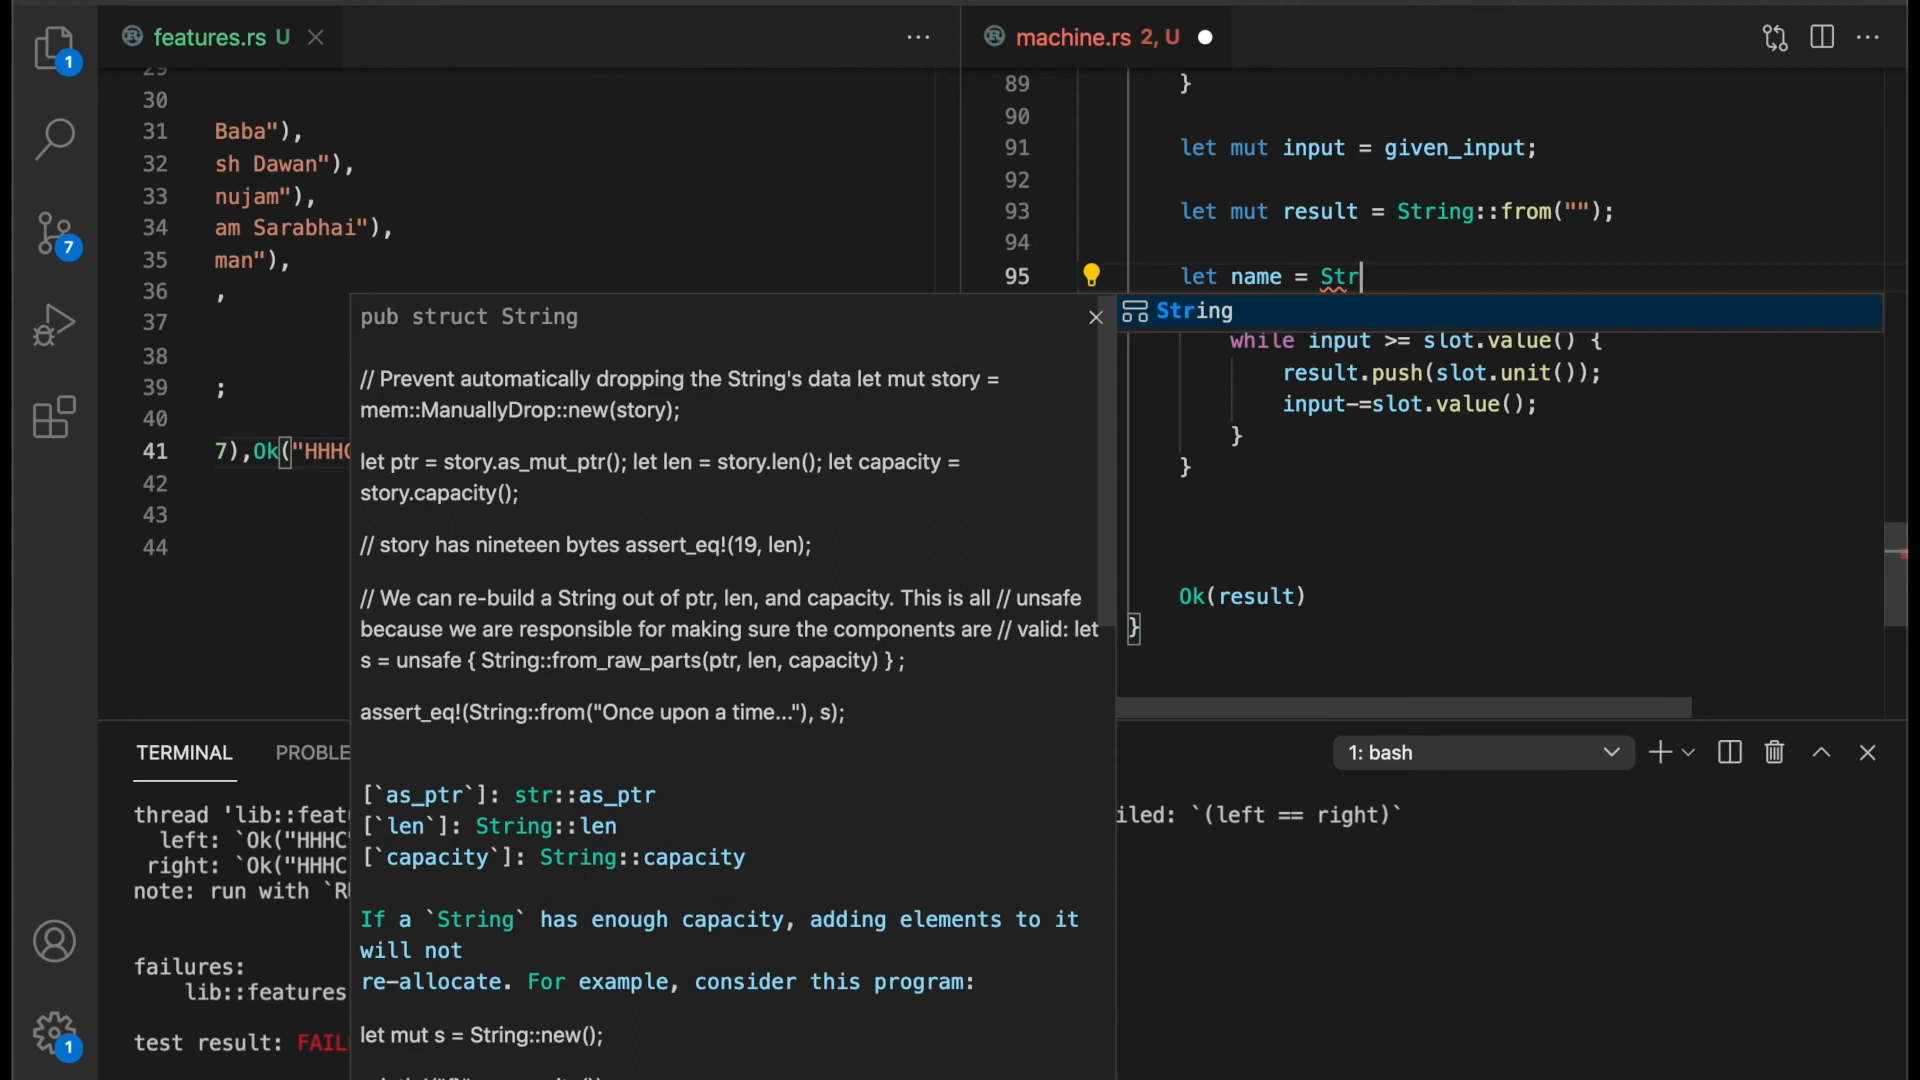 features.rs U
machine.rs 2, U
1
7
1
29
30
31 Baba"),
32 sh Dawan"),
33 nujam"),
34 am Sarabhai"),
35 man"),
36 ,
37
38
39 ;
40
41 7),Ok("HHHC
42
43
44
89 }
90
91 let mut input = given_input;
92
93 let mut result = String::from("");
94
95 let name = Str
String
while input >= slot.value() {
result.push(slot.unit());
input-=slot.value();
}
}
Ok(result)
}
pub struct String
// Prevent automatically dropping the String's data let mut story =
mem::ManuallyDrop::new(story);
let ptr = story.as_mut_ptr(); let len = story.len(); let capacity =
story.capacity();
// story has nineteen bytes assert_eq!(19, len);
// We can re-build a String out of ptr, len, and capacity. This is all // unsafe
because we are responsible for making sure the components are // valid: let
s = unsafe { String::from_raw_parts(ptr, len, capacity) } ;
assert_eq!(String::from("Once upon a time..."), s);
[`as_ptr`]: str::as_ptr
[`len`]: String::len
[`capacity`]: String::capacity
If a `String` has enough capacity, adding elements to it
will not
re-allocate. For example, consider this program:
let mut s = String::new();
TERMINAL PROBLE
1: bash
thread 'lib::feat
iled: `(left == right)`
left: `Ok("HHHC
right: `Ok("HHHC
note: run with `R
failures:
lib::features
test result: FAIL